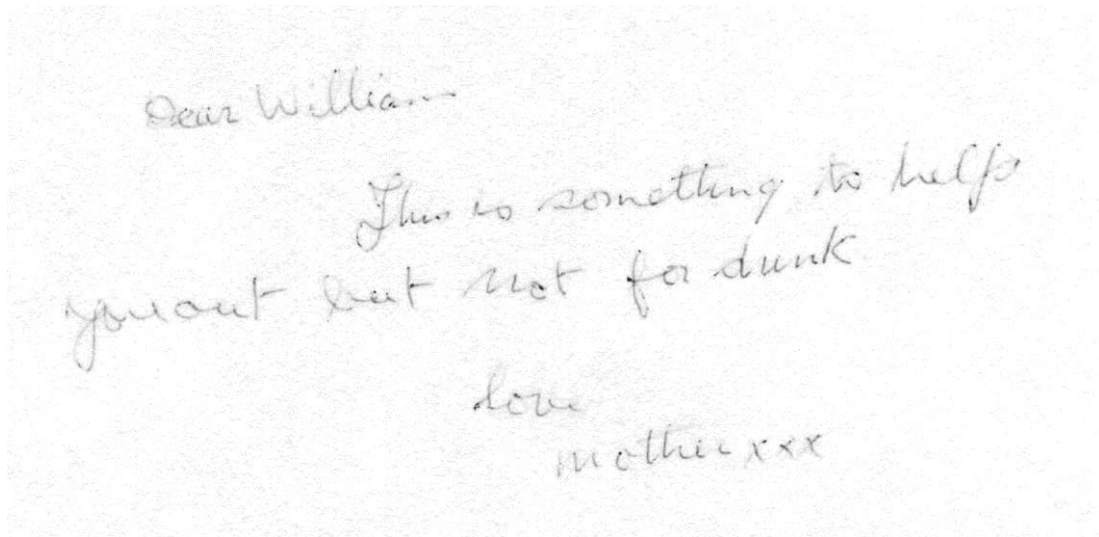 Dear William
This is something to help
you out but not for drink
love
Mother xxx